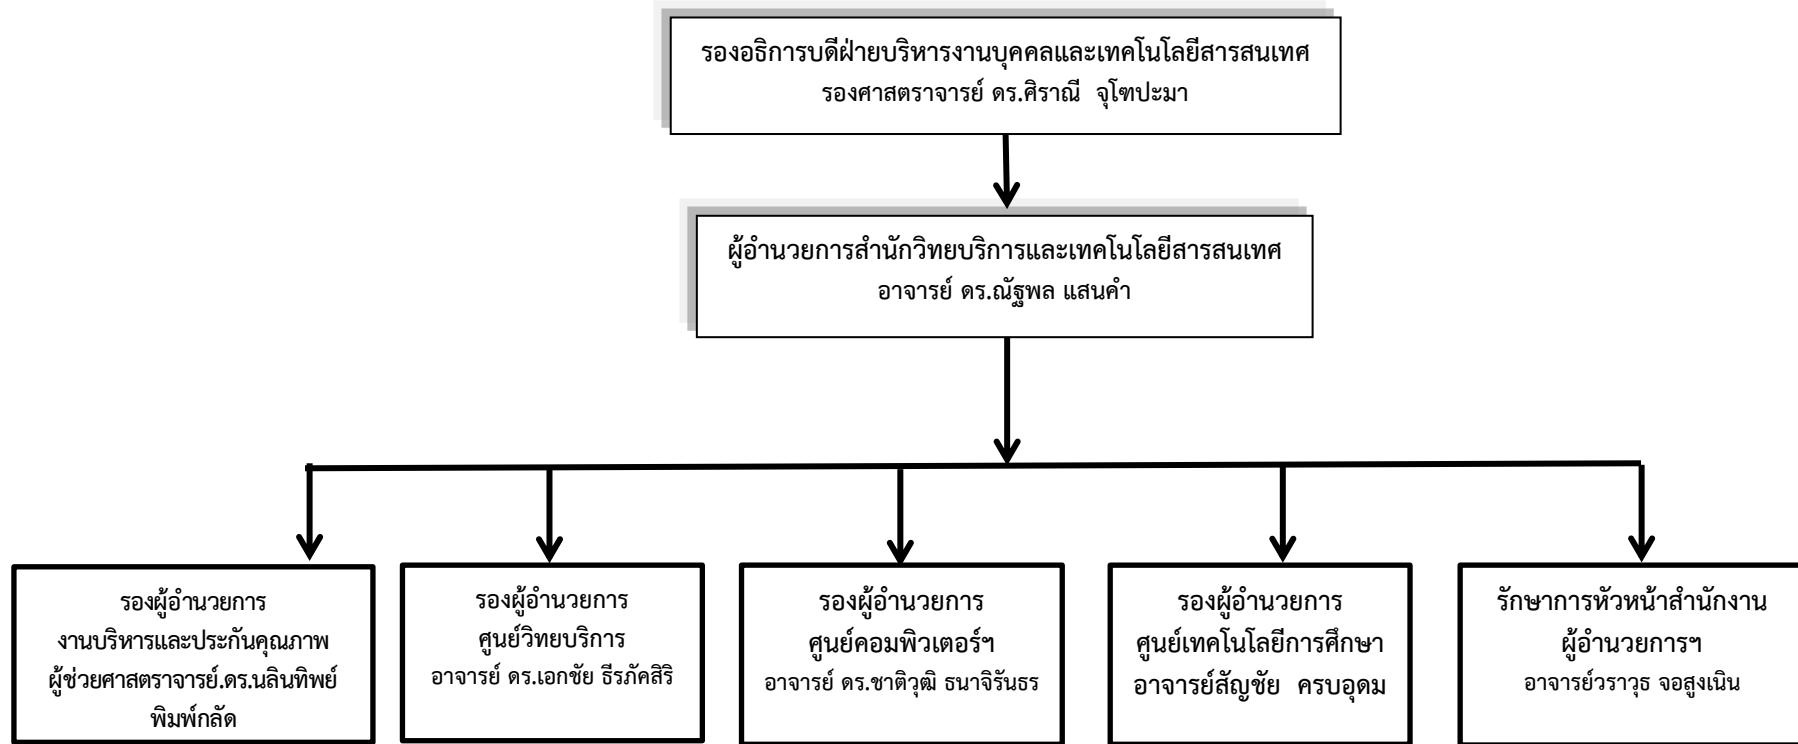 รองอธิการบดีฝ่ายบริหารงานบุคคลและเทคโนโลยีสารสนเทศ
รองศาสตราจารย์ ดร.ศิราณี จุโฑปะมา
ผู้อำนวยการสำนักวิทยบริการและเทคโนโลยีสารสนเทศ
อาจารย์ ดร.ณัฐพล แสนคำ
รองผู้อำนวยการ
งานบริหารและประกันคุณภาพ
ผู้ช่วยศาสตราจารย์.ดร.นลินทิพย์
พิมพ์กลัด
รองผู้อำนวยการ
ศูนย์วิทยบริการ
อาจารย์ ดร.เอกชัย ธีรภัคสิริ
รองผู้อำนวยการ
ศูนย์คอมพิวเตอร์ฯ
อาจารย์ ดร.ชาติวุฒิ ธนาจิรันธร
รองผู้อำนวยการ
ศูนย์เทคโนโลยีการศึกษา
อาจารย์สัญชัย ครบอุดม
รักษาการหัวหน้าสำนักงาน
ผู้อำนวยการฯ
อาจารย์วราวุธ จอสูงเนิน